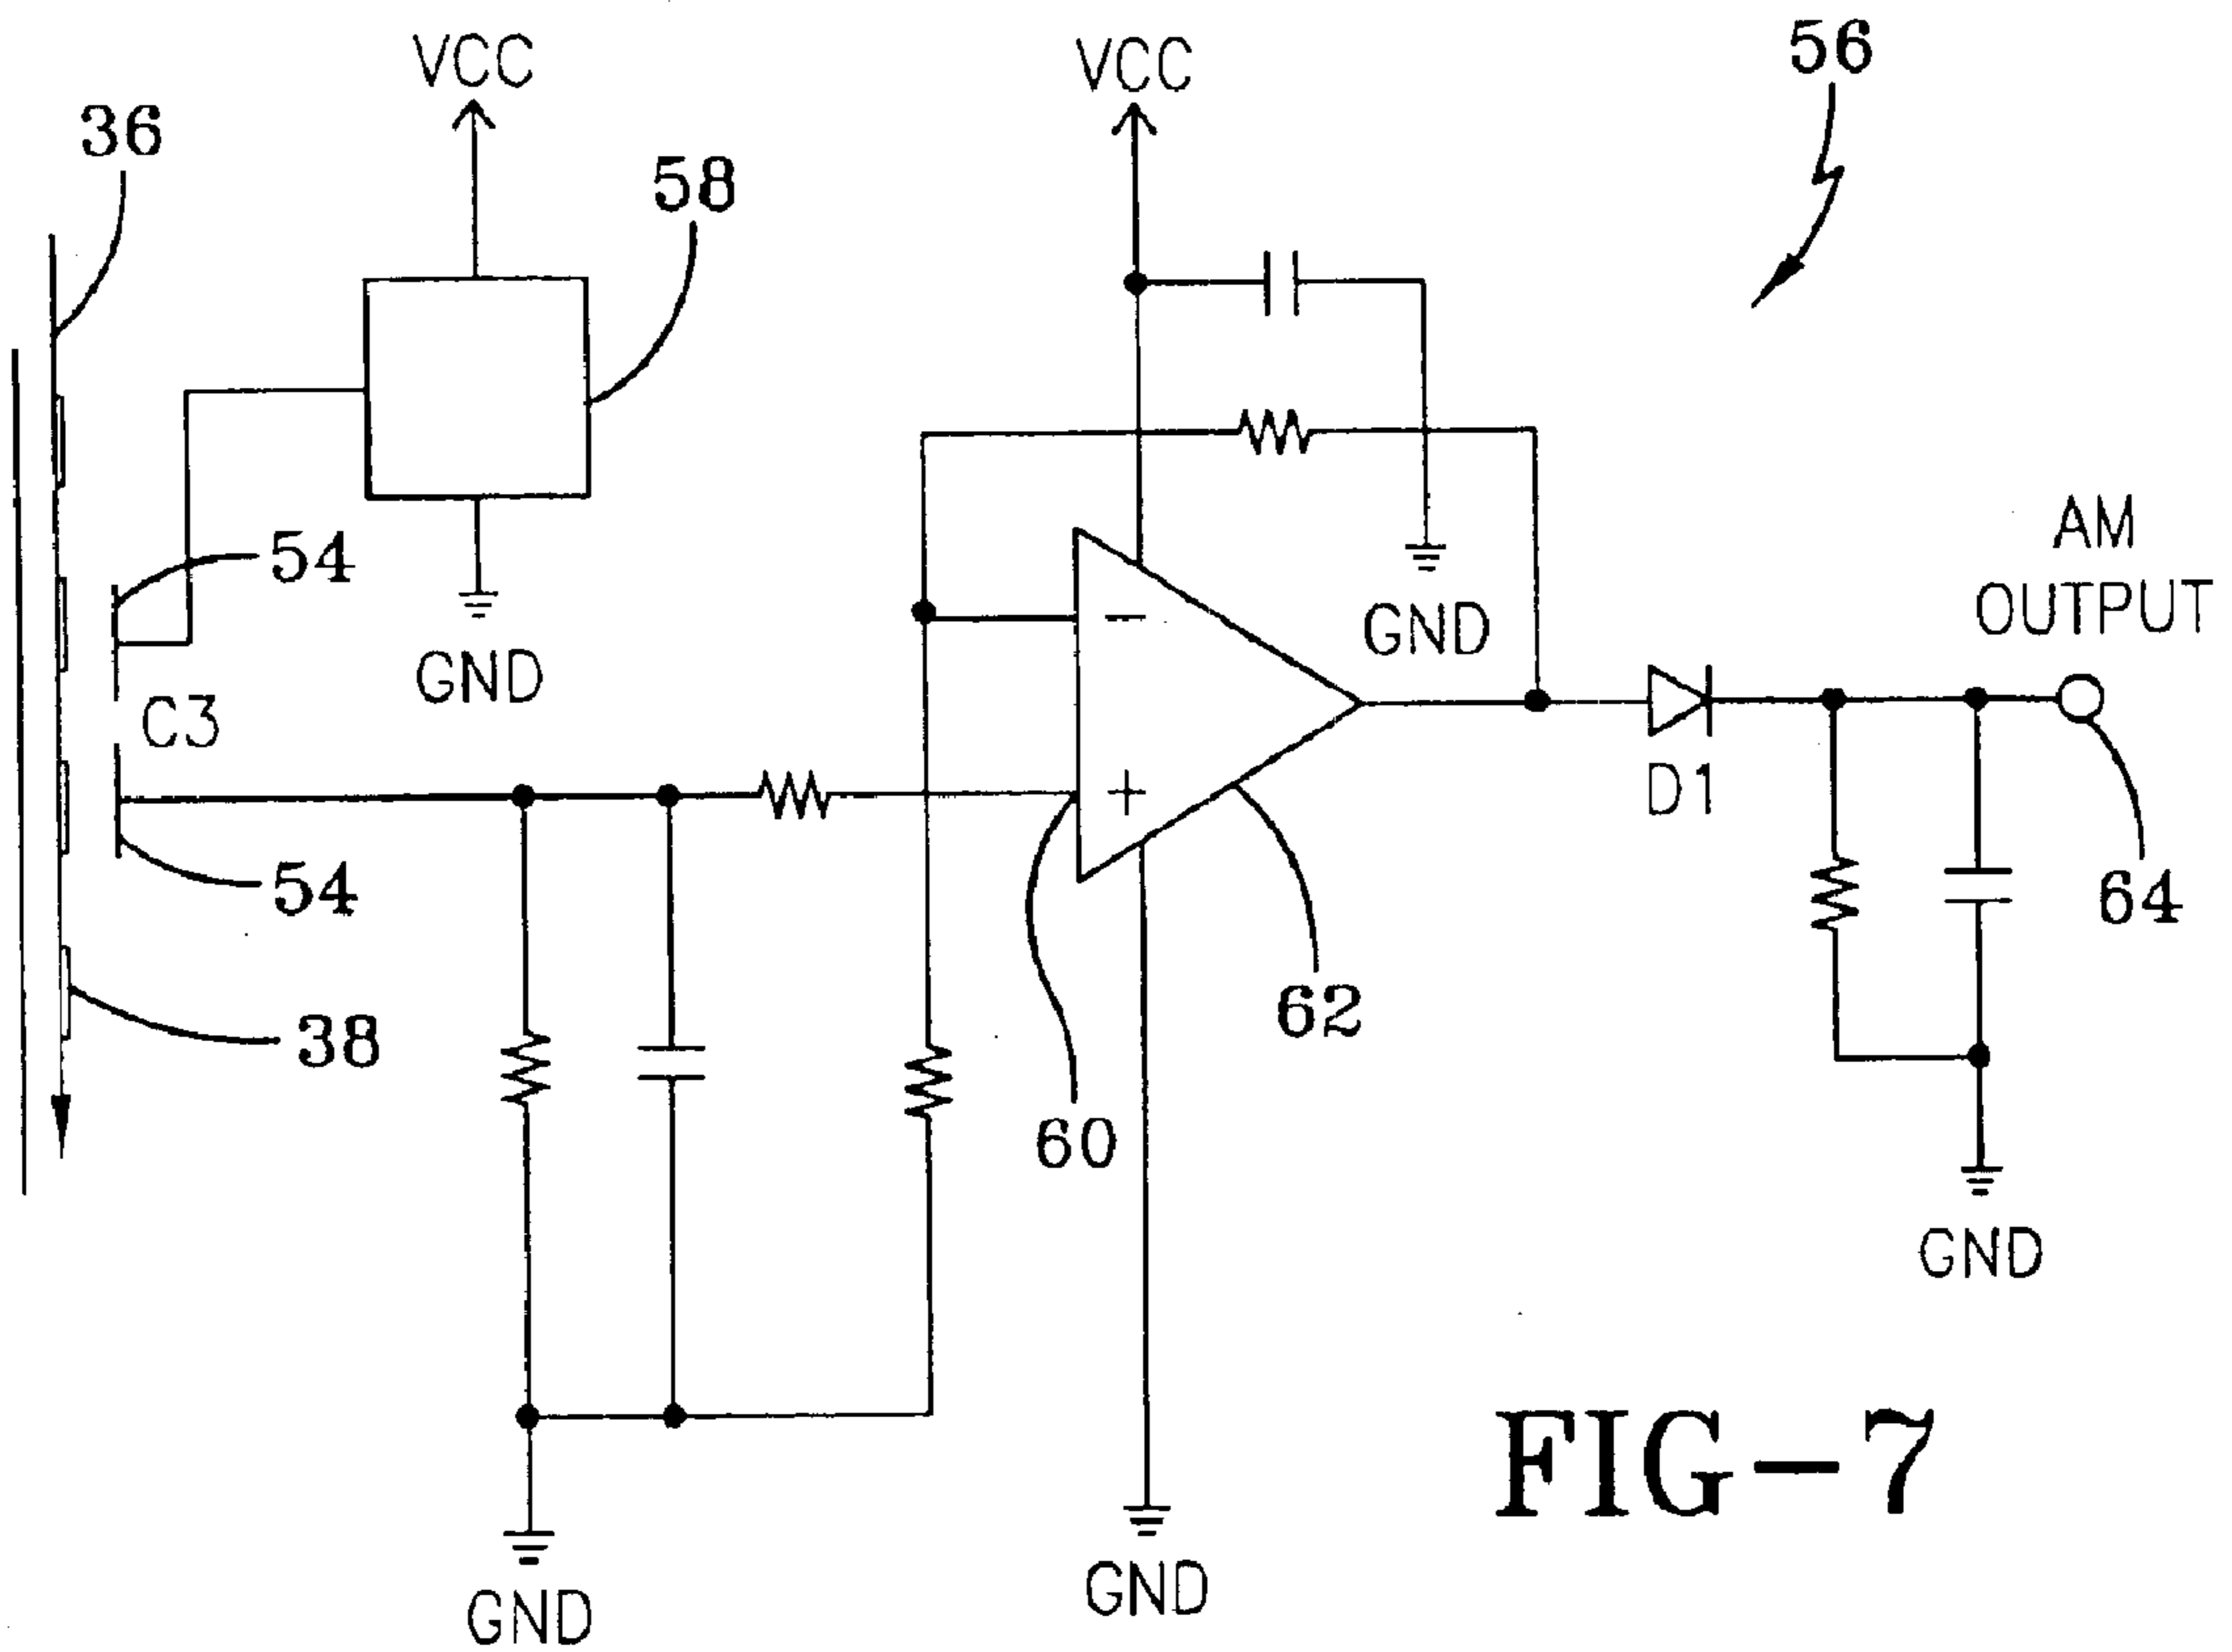 VCC
VCC
56
36
58
54
AM
OUTPUT
GND
GND
C3
−
+
D1
54
64
62
38
60
GND
FIG-7
GND
GND